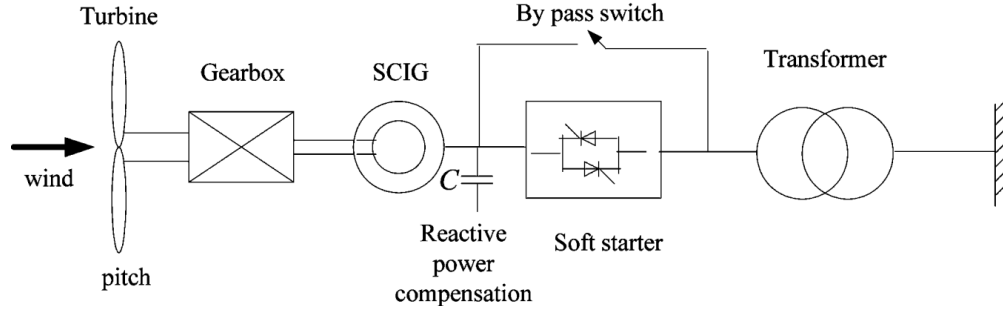 Turbine
By pass switch
Gearbox
SCIG
Transformer
wind
C
pitch
Reactive
power
compensation
Soft starter